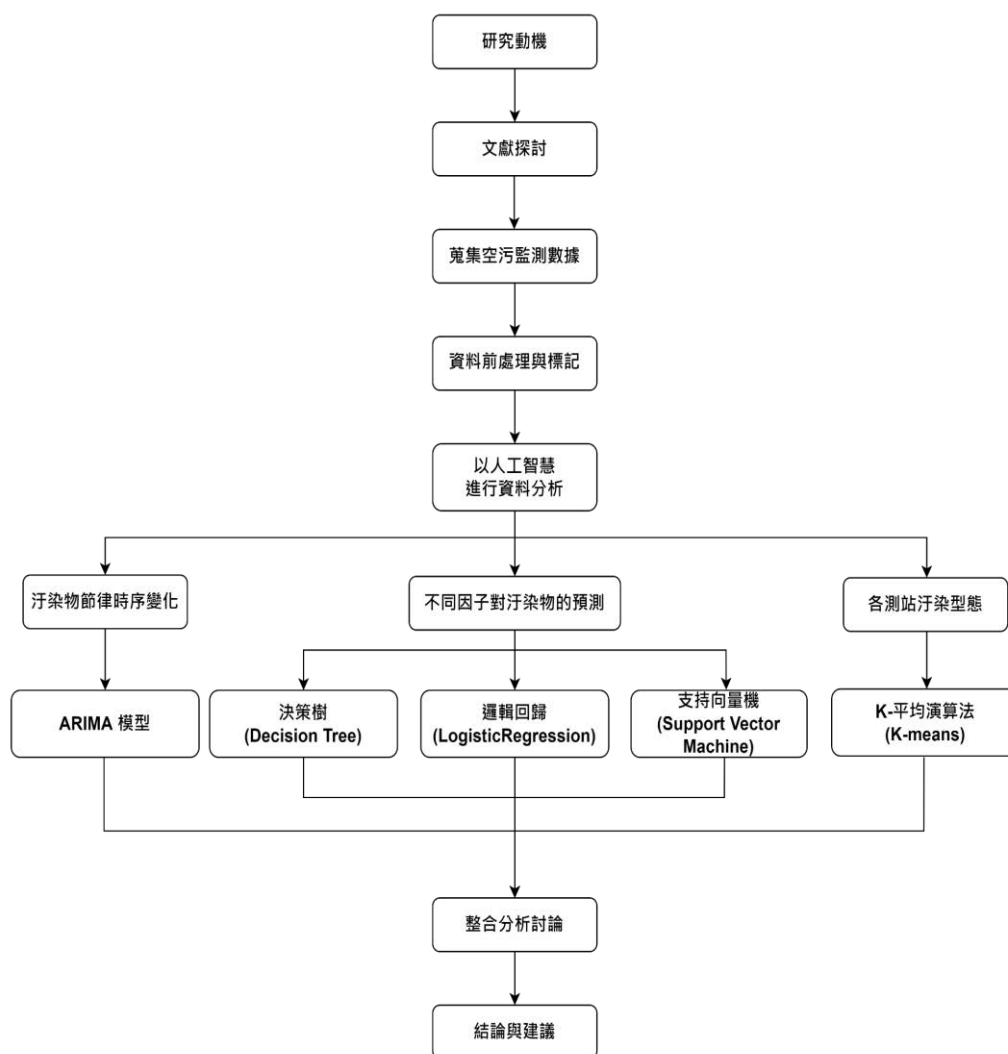 研究動機
文獻探討
蒐集空污監測數據
資料前處理與標記
以人工智慧
進行資料分析
汙染物節律時序變化
不同因子對汙染物的預測
各測站汙染型態
ARIMA 模型
決策樹
(Decision Tree)
邏輯回歸
(LogisticRegression)
支持向量機
(Support Vector
Machine)
K-平均演算法
(K-means)
整合分析討論
結論與建議